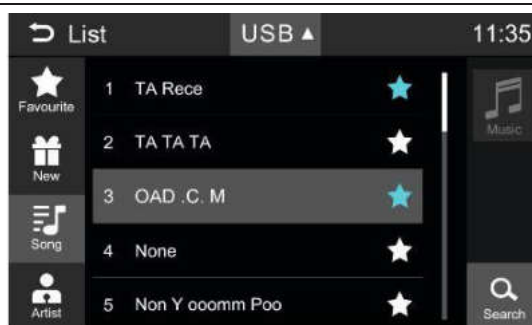 List
USB
11:35
Favourite
New
Song
Artist
1 TA Rece
2 TA TA TA
3 OAD .C. M
4 None
5 Non Y ooomm Poo
Music
Search